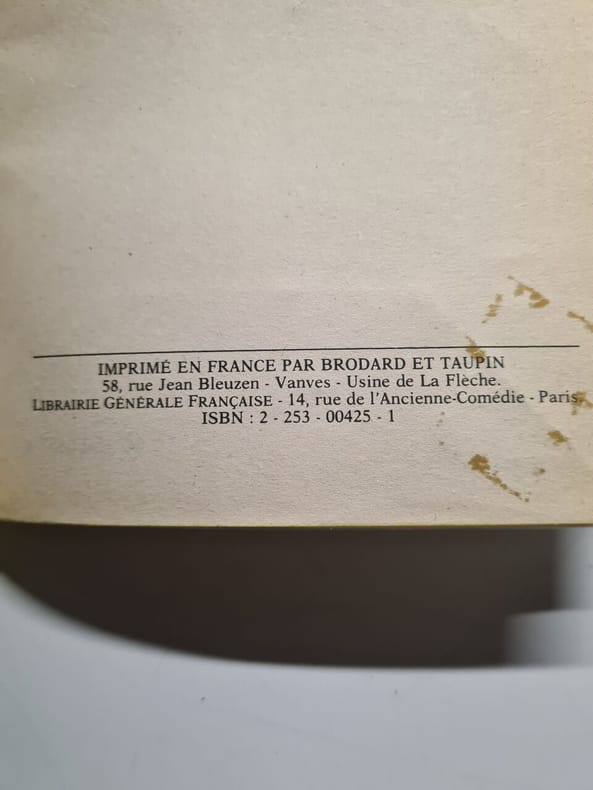 IMPRIMÉ EN FRANCE PAR BRODARD ET TAUPIN
58, rue Jean Bleuzen - Vanves - Usine de La Flèche.
LIBRAIRIE GÉNÉRALE FRANÇAISE - 14, rue de l'Ancienne-Comédie - Paris.
ISBN : 2 - 253 - 00425 - 1